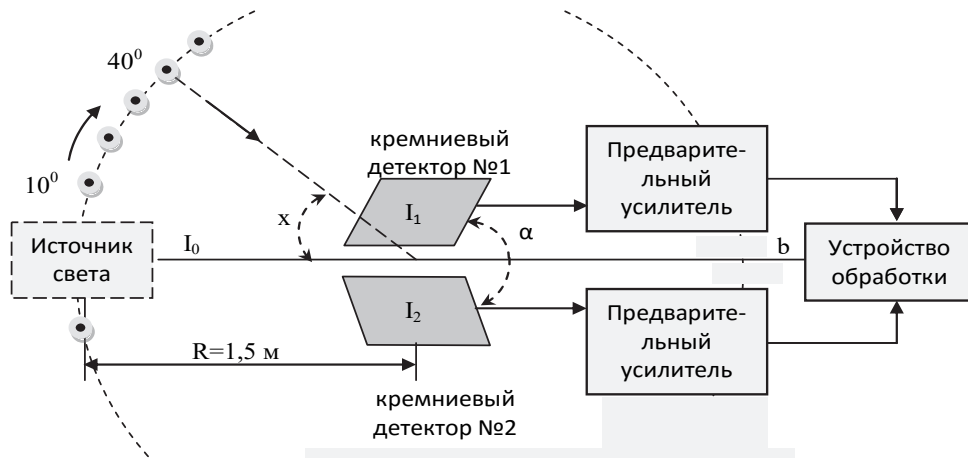 40⁰
10⁰
кремниевый
детектор №1
Предварите-
льный
усилитель
I₁
x
α
Источник
света
I₀
b
Устройство
обработки
I₂
Предварите-
льный
усилитель
R=1,5 м
кремниевый
детектор №2